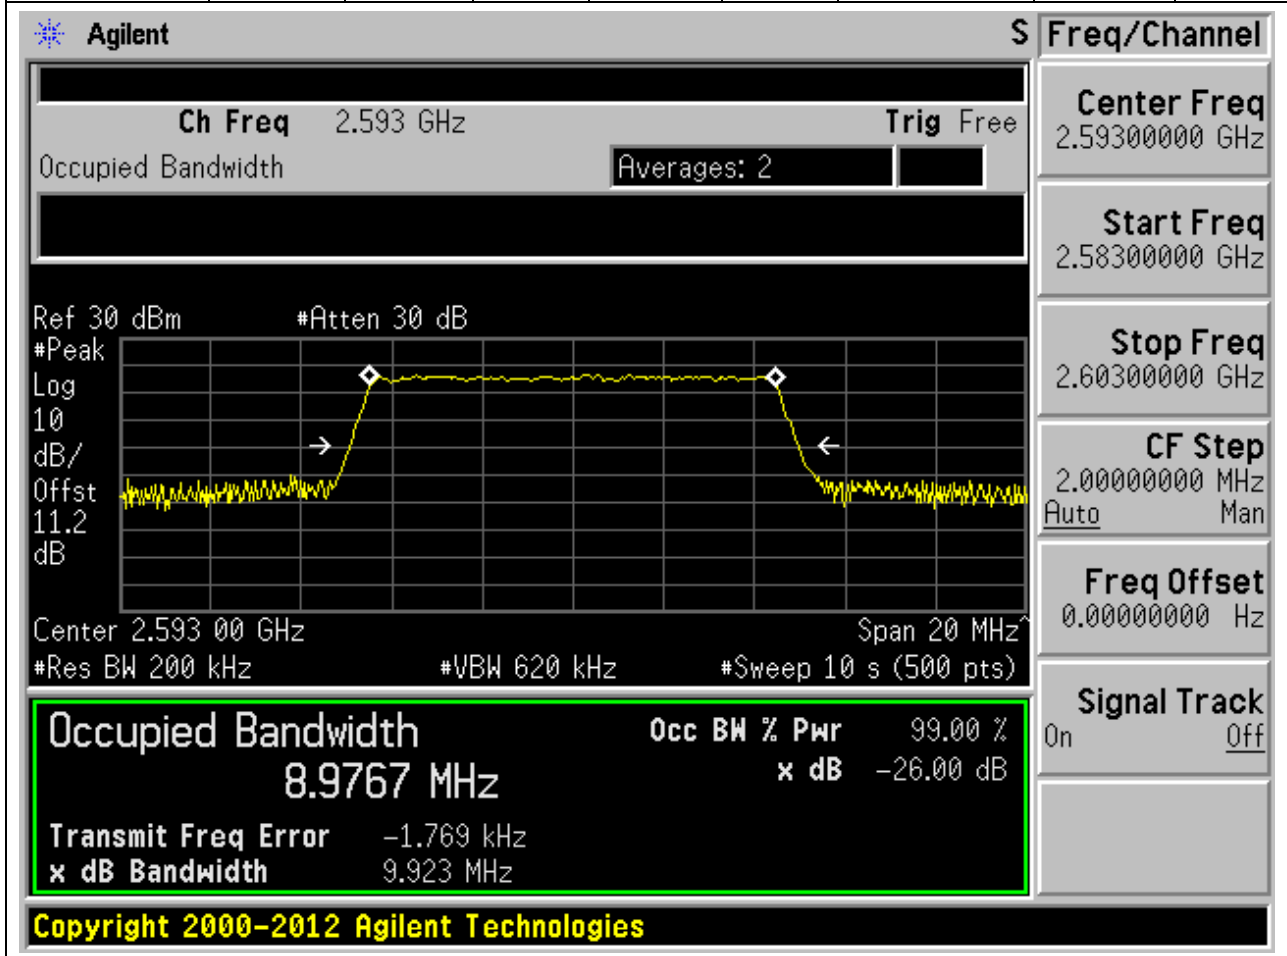 Agilent S
Freq/Channel
Ch Freq 2.593 GHz Trig Free
Occupied Bandwidth Averages: 2
Ref 30 dBm #Atten 30 dB
#Peak
Log
10
dB/
Offst
11.2
dB
Center 2.593 00 GHz Span 20 MHz^
#Res BW 200 kHz #VBW 620 kHz #Sweep 10 s (500 pts)
Occupied Bandwidth
8.9767 MHz
Occ BW % Pwr 99.00 %
x dB -26.00 dB
Transmit Freq Error -1.769 kHz
x dB Bandwidth 9.923 MHz
Copyright 2000-2012 Agilent Technologies
Center Freq
2.59300000 GHz
Start Freq
2.58300000 GHz
Stop Freq
2.60300000 GHz
CF Step
2.00000000 MHz
Auto Man
Freq Offset
0.00000000 Hz
Signal Track
On Off